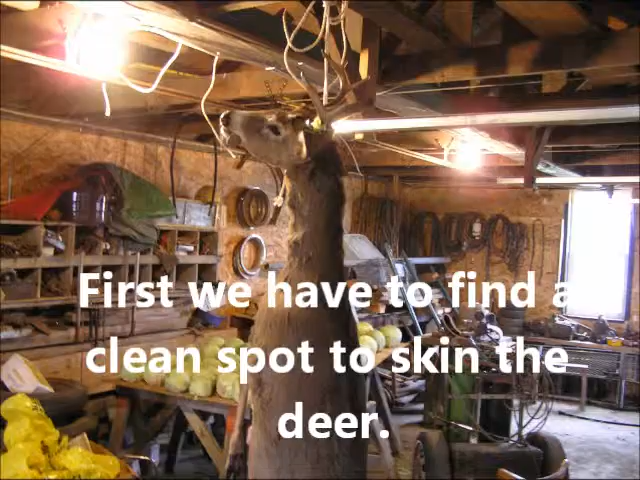 First we have to find a
clean spot to skin the
deer.